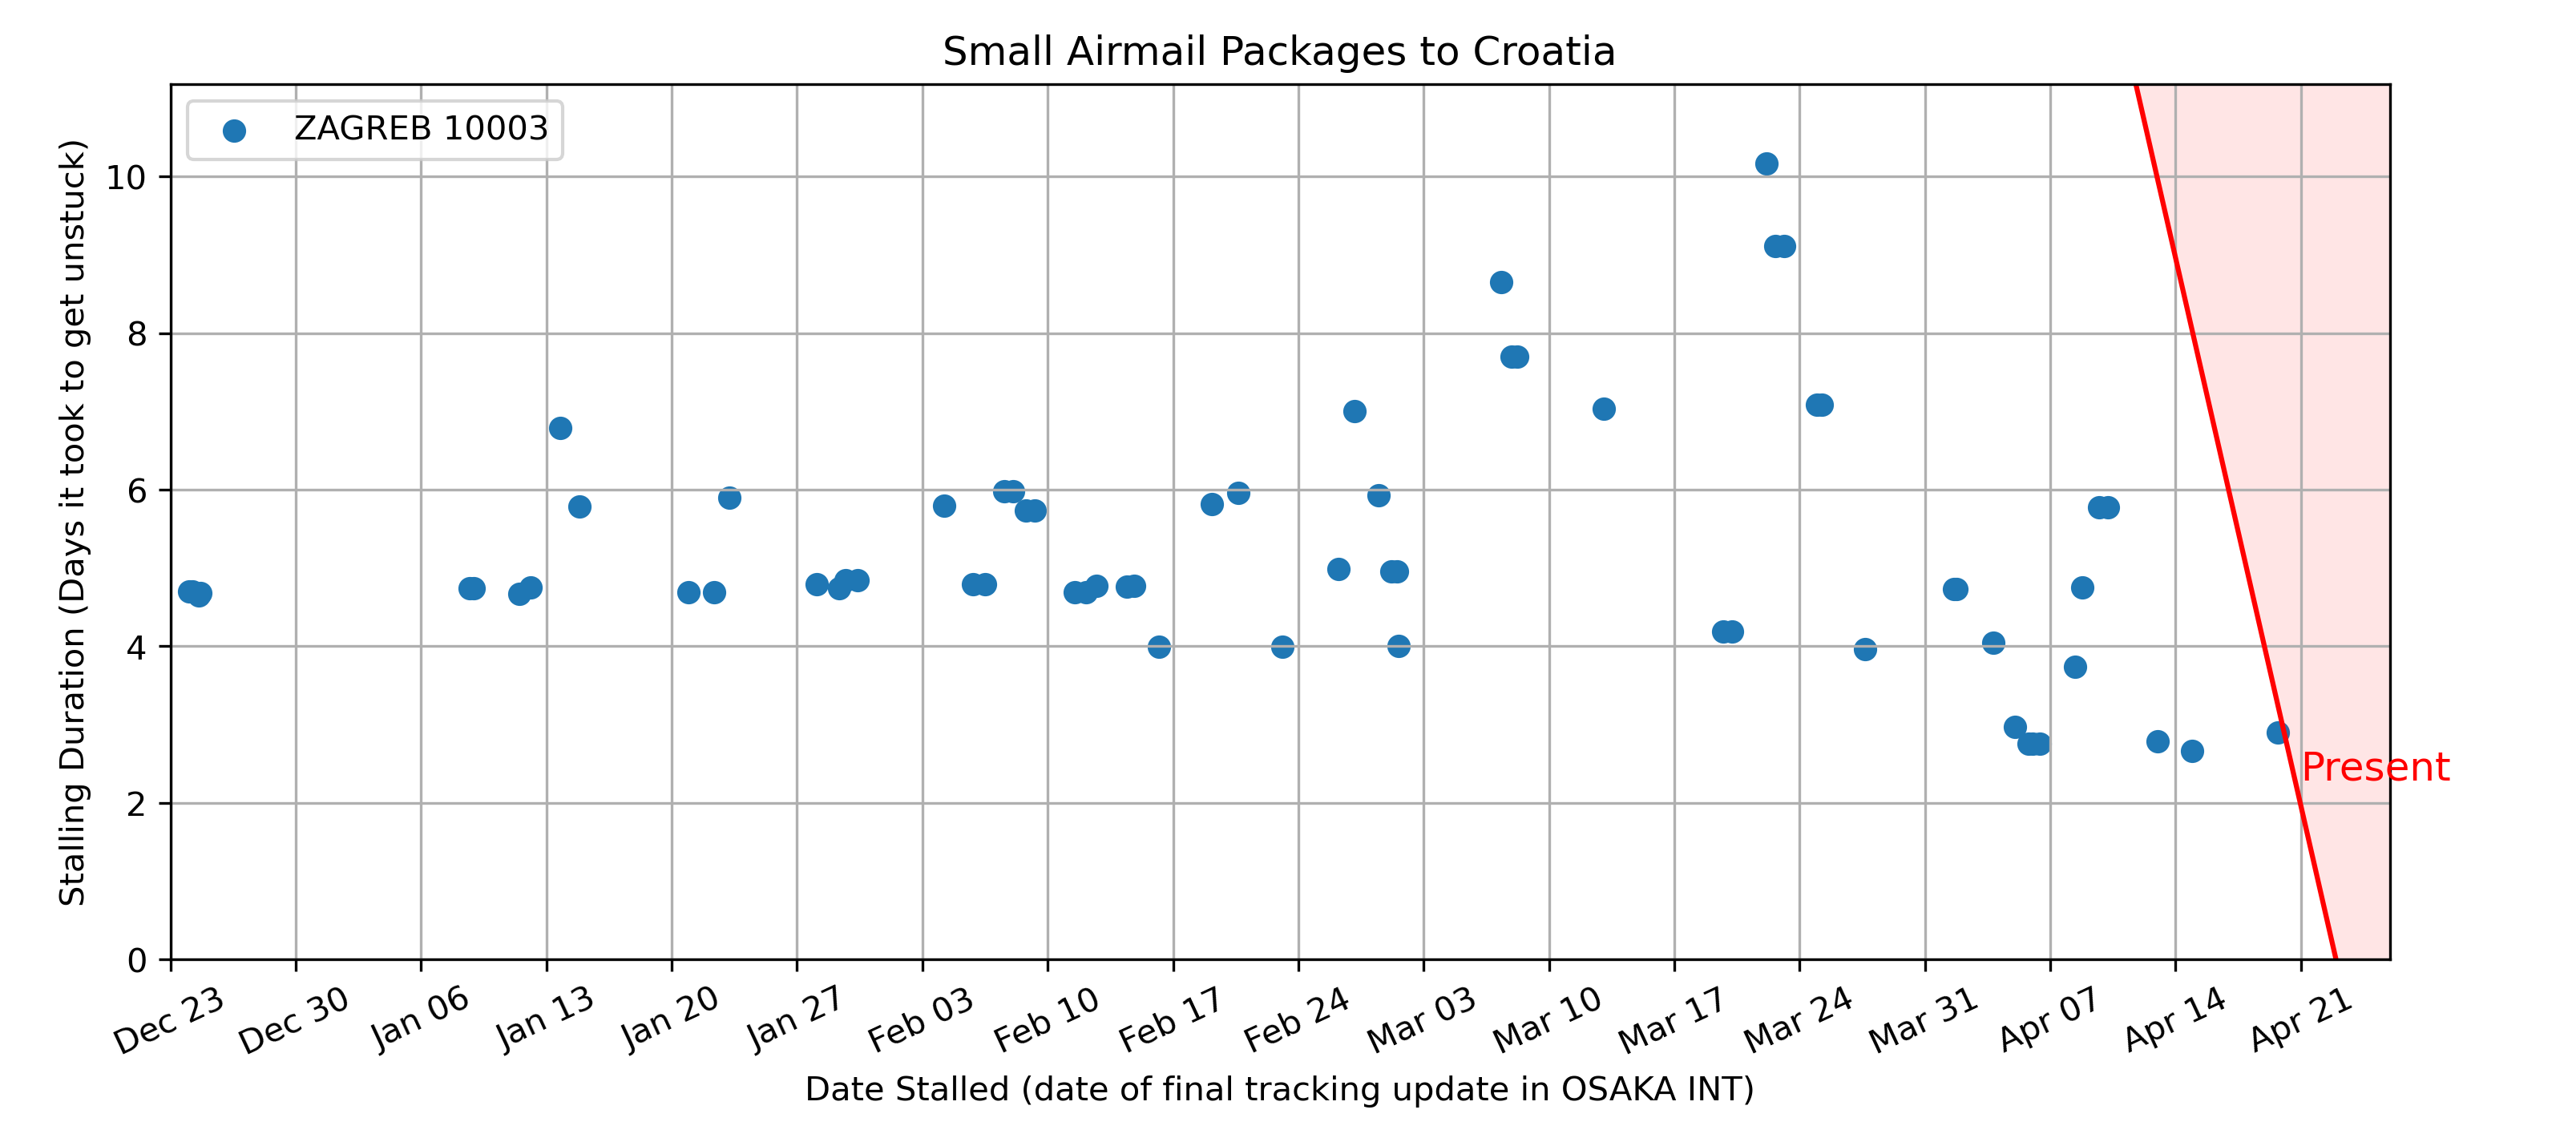 Small Airmail Packages to Croatia
ZAGREB 10003
Stalling Duration (Days it took to get unstuck)
10
8
6
4
2
0
Present
Dec 23
Dec 30
Jan 06
Jan 13
Jan 20
Jan 27
Feb 03
Feb 10
Feb 17
Feb 24
Mar 03
Mar 10
Mar 17
Mar 24
Mar 31
Apr 07
Apr 14
Apr 21
Date Stalled (date of final tracking update in OSAKA INT)